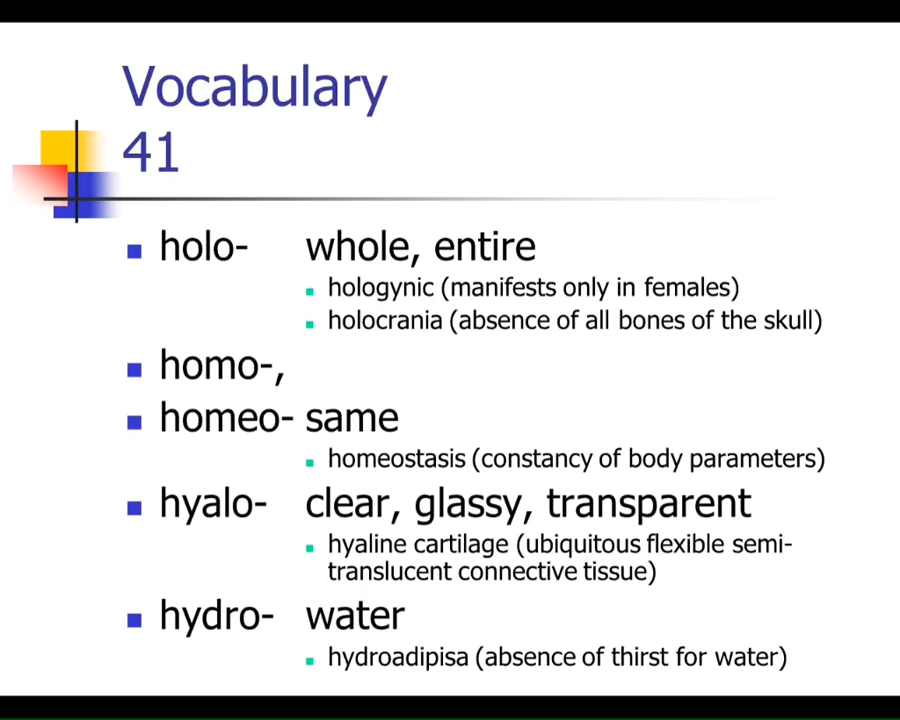 Vocabulary
41
holo- whole, entire
hologynic (manifests only in females)
holocrania (absence of all bones of the skull)
homo-,
homeo- same
homeostasis (constancy of body parameters)
hyalo- clear, glassy, transparent
hyaline cartilage (ubiquitous flexible semi-
translucent connective tissue)
hydro- water
hydroadipisa (absence of thirst for water)